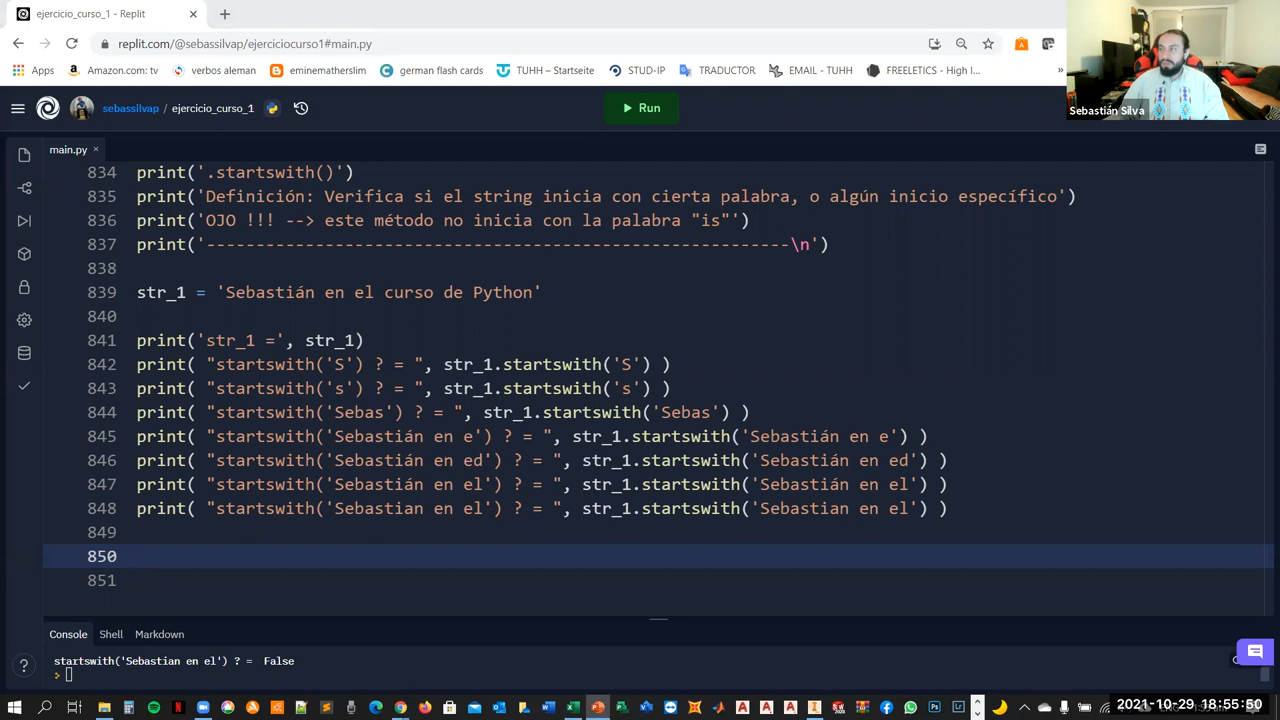 ejercicio_curso_1 - Replit
replit.com/@sebassilvap/ejerciciocurso1#main.py
Apps Amazon.com: tv verbos aleman eminematherslim german flash cards TUHH – Startseite STUD-IP TRADUCTOR EMAIL - TUHH FREELETICS - High I... »
Sebastián Silva
sebassilvap / ejercicio_curso_1 Run
main.py
834 print('.startswith()')
835 print('Definición: Verifica si el string inicia con cierta palabra, o algún inicio específico')
836 print('OJO !!! --> este método no inicia con la palabra "is"')
837 print('-----------------------------------------------------------\n')
838
839 str_1 = 'Sebastián en el curso de Python'
840
841 print('str_1 =', str_1)
842 print( "startswith('S') ? = ", str_1.startswith('S') )
843 print( "startswith('s') ? = ", str_1.startswith('s') )
844 print( "startswith('Sebas') ? = ", str_1.startswith('Sebas') )
845 print( "startswith('Sebastián en e') ? = ", str_1.startswith('Sebastián en e') )
846 print( "startswith('Sebastián en ed') ? = ", str_1.startswith('Sebastián en ed') )
847 print( "startswith('Sebastián en el') ? = ", str_1.startswith('Sebastián en el') )
848 print( "startswith('Sebastian en el') ? = ", str_1.startswith('Sebastian en el') )
849
850
851
Console Shell Markdown
startswith('Sebastian en el') ? =  False
>
2021-10-29 18:55:50